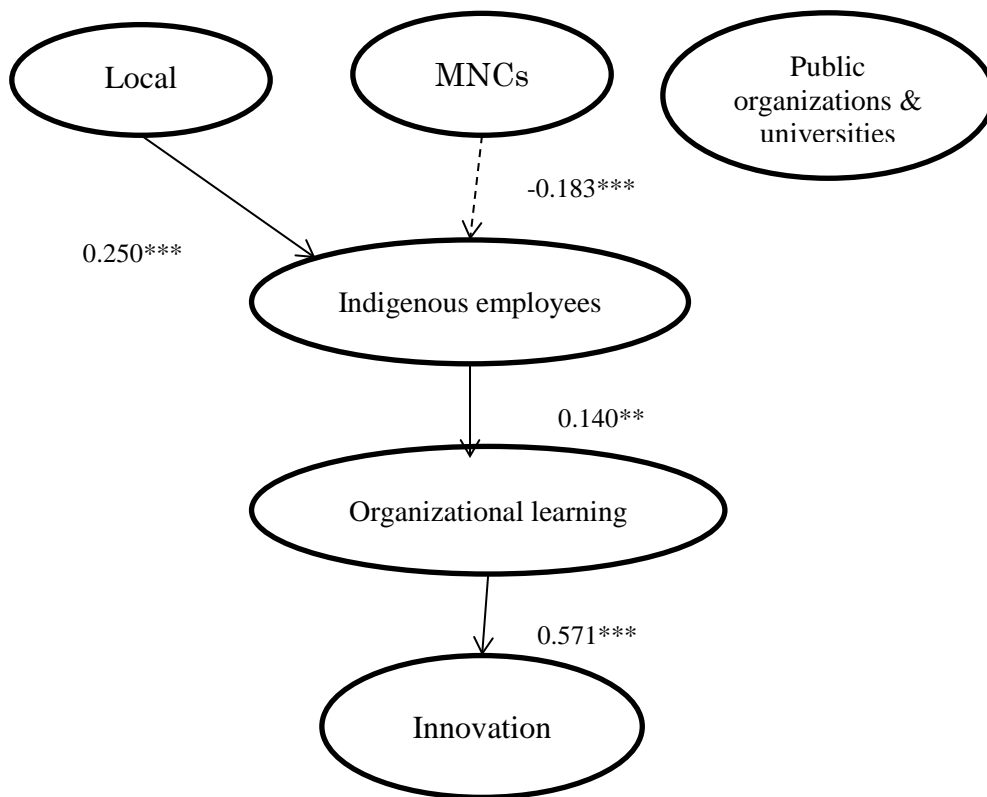 Local
MNCs
Public
organizations &
universities
-0.183***
0.250***
Indigenous employees
0.140**
Organizational learning
0.571***
Innovation